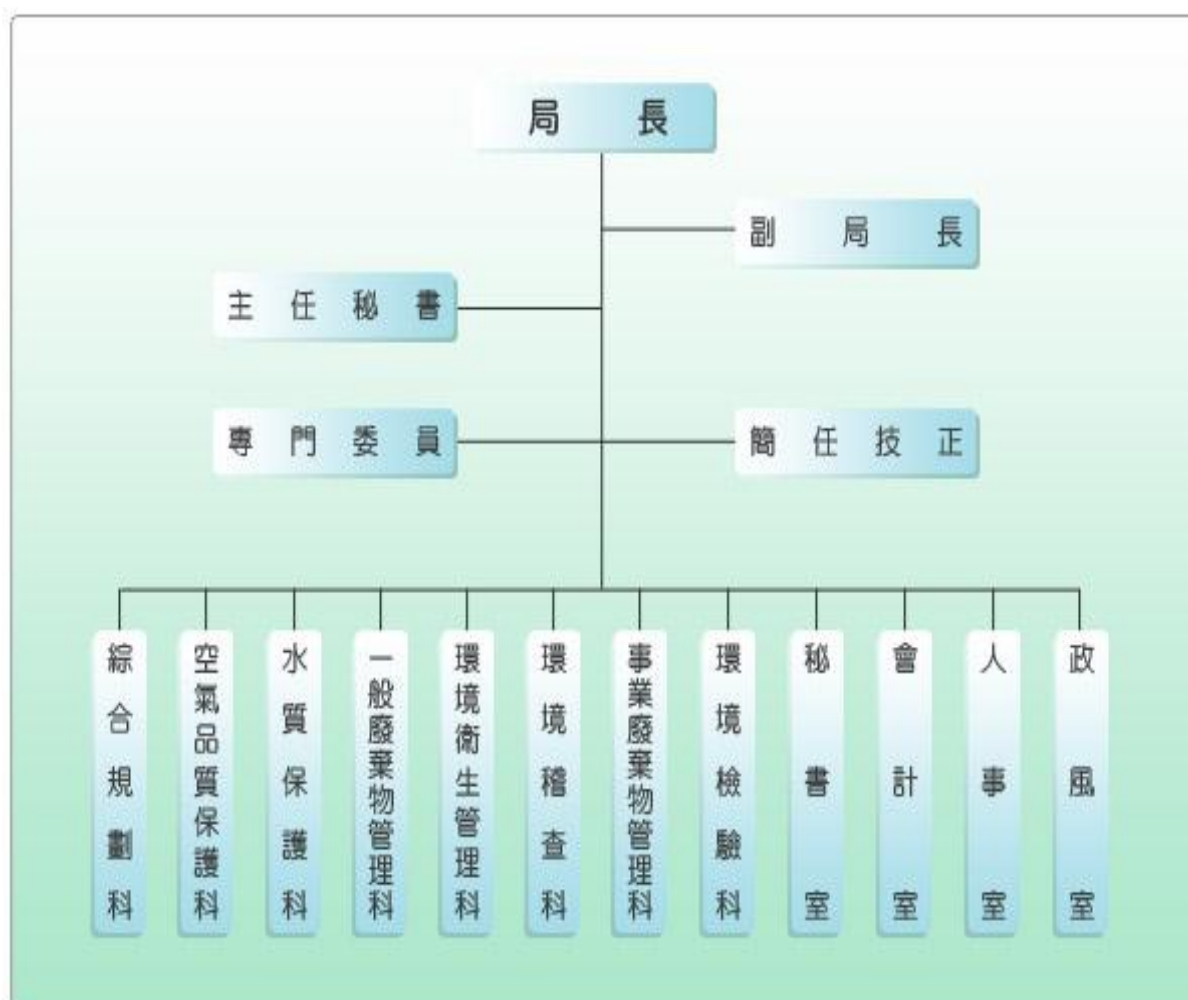 局長
副局長
主任秘書
專門委員
簡任技正
綜合規劃科
空氣品質保護科
水質保護科
一般廢棄物管理科
環境衛生管理科
環境稽查科
事業廢棄物管理科
環境檢驗科
秘書室
會計室
人事室
政風室